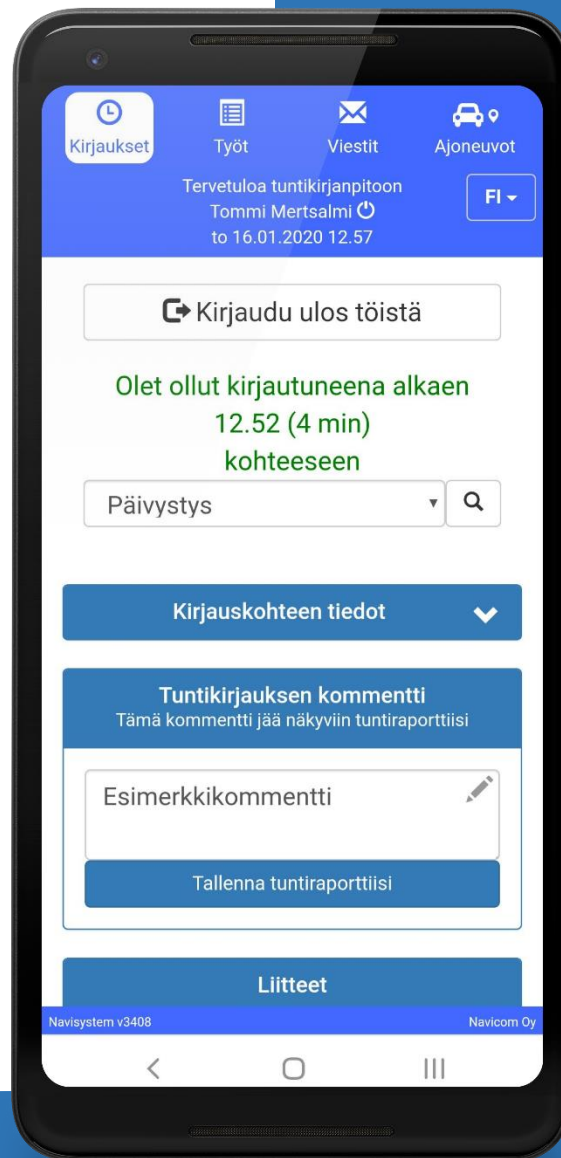 Kirjaukset
Työt
Viestit
Ajoneuvot
Tervetuloa tuntikirjanpitoon
Tommi Mertsalmi
to 16.01.2020 12.57
FI
Kirjaudu ulos töistä
Olet ollut kirjautuneena alkaen
12.52 (4 min)
kohteeseen
Päivystys
Kirjauskohteen tiedot
Tuntikirjauksen kommentti
Tämä kommentti jää näkyviin tuntiraporttiisi
Esimerkkikommentti
Tallenna tuntiraporttiisi
Liitteet
Navisystem v3408
Navicom Oy